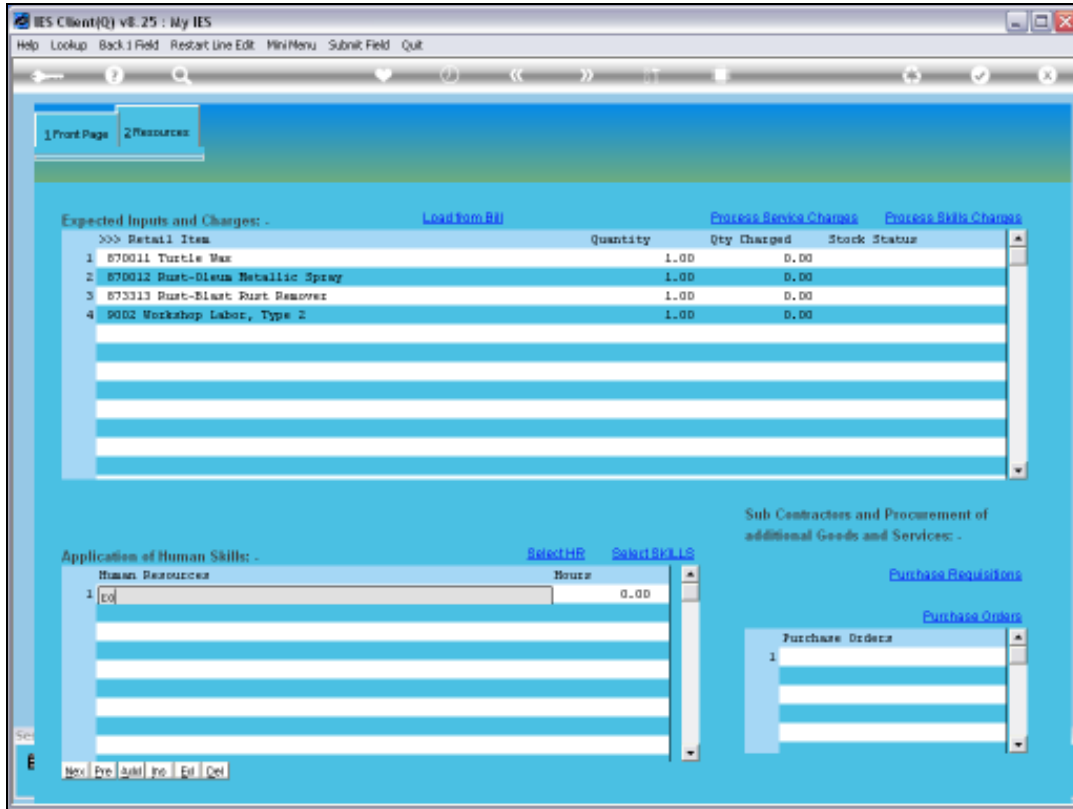 IES Client(Q) v8.25 : My IES
Help Lookup Back 1 Field Restart Line Edit MiniMenu Submit Field Quit
1 Front Page 2 Resources
Expected Inputs and Charges: - Load from Bill Process Service Charges Process Skills Charges
>>> Retail Item Quantity Qty Charged Stock Status
1 870011 Turtle Wax 1.00 0.00
2 870012 Rust-Oleum Metallic Spray 1.00 0.00
3 873313 Rust-Blast Rust Remover 1.00 0.00
4 9002 Workshop Labor, Type 2 1.00 0.00
Sub Contractors and Procurement of
additional Goods and Services: -
Application of Human Skills: - Select HR Select SKILLS
Human Resources Hours
Purchase Requisitions
1 ro 0.00
Purchase Orders
Purchase Orders
1
Nex Pre Add Ins Ed Del